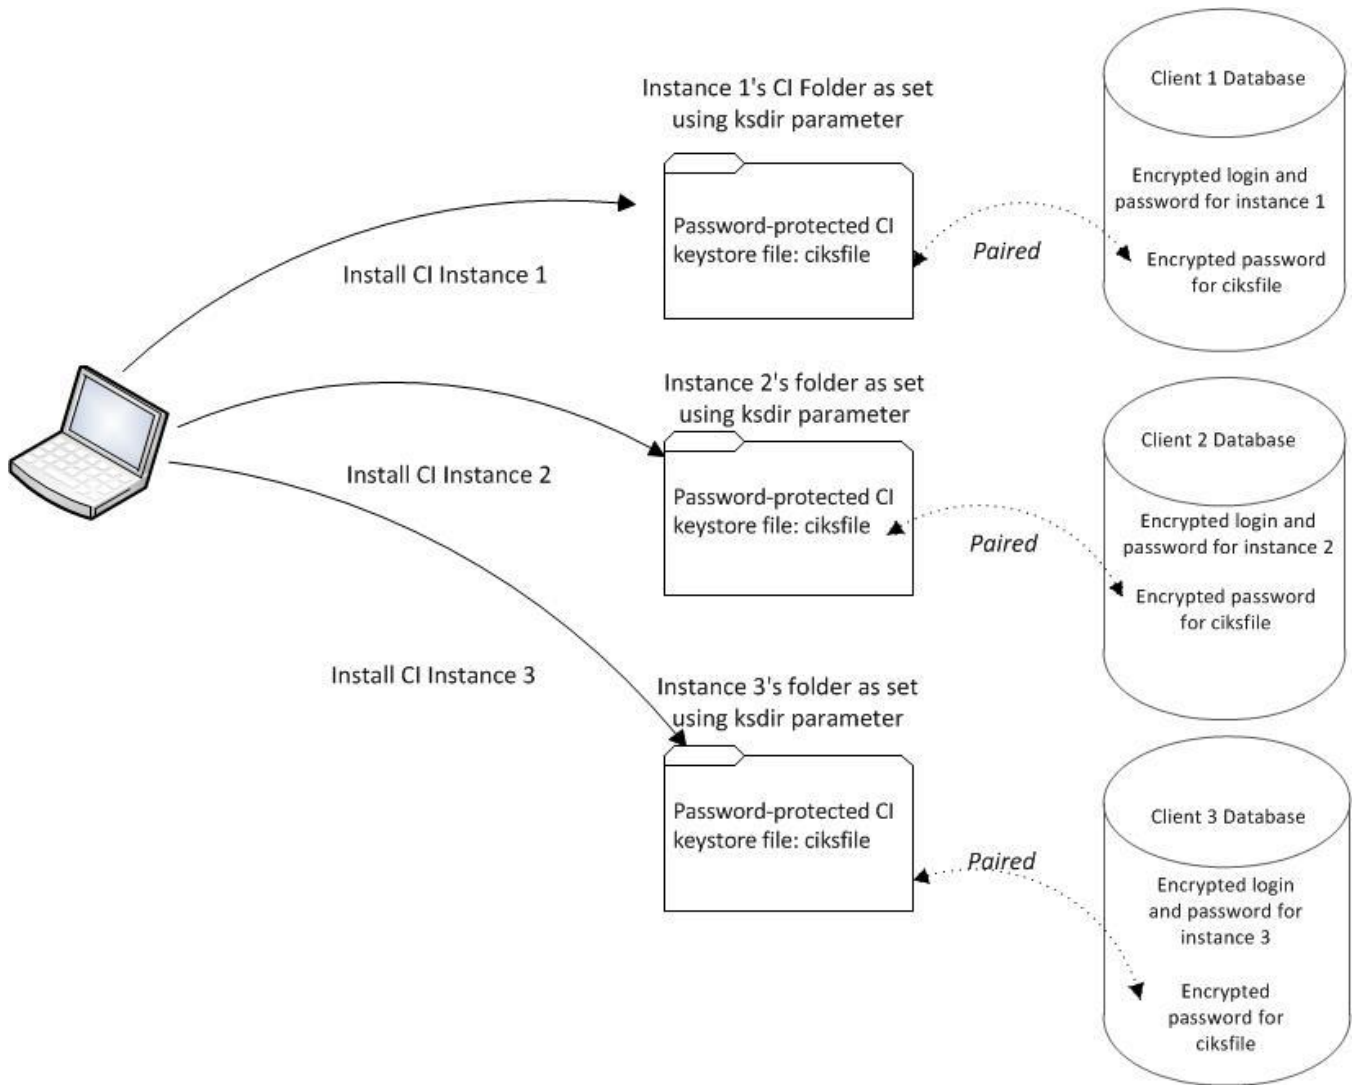 Instance 1's CI Folder as set
using ksdir parameter
Password-protected CI
keystore file: ciksfile
Install CI Instance 1
Paired
Client 1 Database
Encrypted login and
password for instance 1
Encrypted password
for ciksfile
Instance 2's folder as set
using ksdir parameter
Password-protected CI
keystore file: ciksfile
Install CI Instance 2
Paired
Client 2 Database
Encrypted login and
password for instance 2
Encrypted password
for ciksfile
Install CI Instance 3
Instance 3's folder as set
using ksdir parameter
Password-protected CI
keystore file: ciksfile
Paired
Client 3 Database
Encrypted login
and password for
instance 3
Encrypted
password for
ciksfile